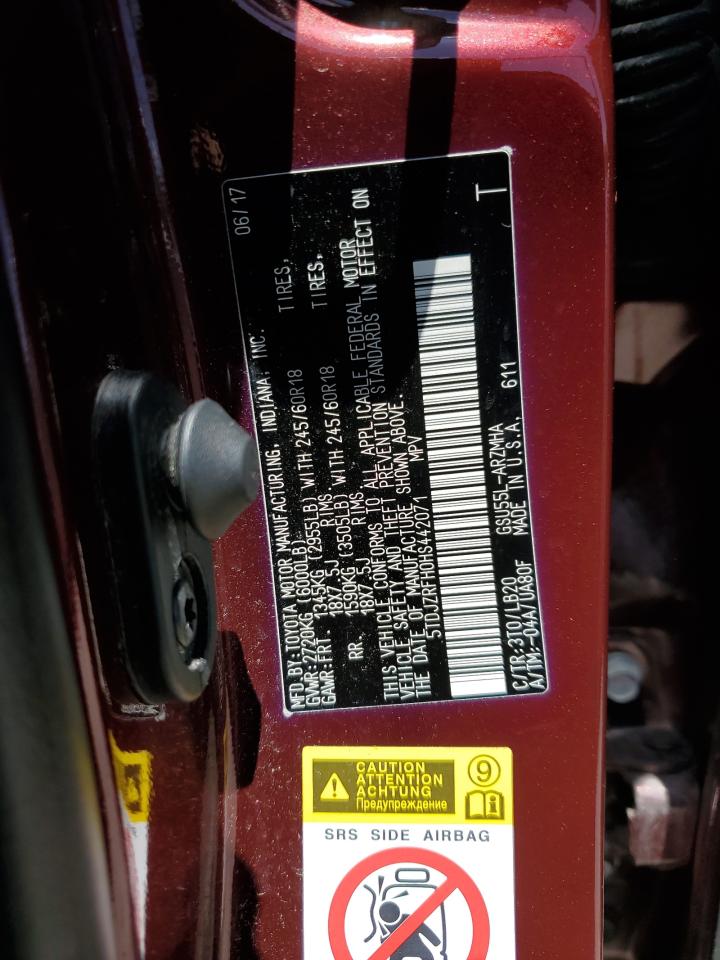 MFD.BY:TOYOTA MOTOR MANUFACTURING, INDIANA, INC. 06/17
GVWR:2720KG(6000LB)
GAWR:FRT 1345KG (2955LB) WITH 245/60R18 TIRES,
18X7.5J RIMS
RR. 1590KG (3505LB) WITH 245/60R18 TIRES,
18X7.5J RIMS
THIS VEHICLE CONFORMS TO ALL APPLICABLE FEDERAL MOTOR
VEHICLE SAFETY AND THEFT PREVENTION STANDARDS IN EFFECT ON
THE DATE OF MANUFACTURE SHOWN ABOVE.
5TDJZRFH0HS442071 MPV
C/TR:3T0/LB20 GSU55L-ARZMHA T
A/TM:-04A/UA80F MADE IN U.S.A. 611
CAUTION
ATTENTION
ACHTUNG
Предупреждение
9
i
SRS SIDE AIRBAG